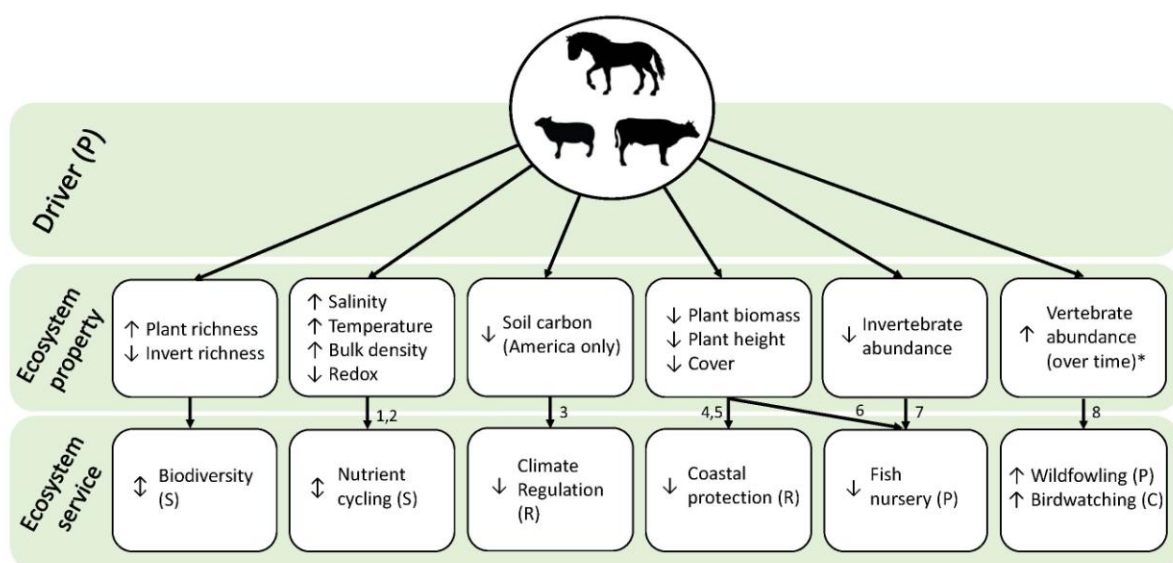 Driver (P)
Ecosystem
property
↑ Plant richness
↓ Invert richness
↑ Salinity
↑ Temperature
↑ Bulk density
↓ Redox
↓ Soil carbon
(America only)
↓ Plant biomass
↓ Plant height
↓ Cover
↓ Invertebrate
abundance
↑ Vertebrate
abundance
(over time)*
1,2
3
4,5
6
7
8
Ecosystem
service
↕ Biodiversity
(S)
↕ Nutrient
cycling (S)
↓ Climate
Regulation
(R)
↓ Coastal
protection (R)
↓ Fish
nursery (P)
↑ Wildfowling (P)
↑ Birdwatching (C)